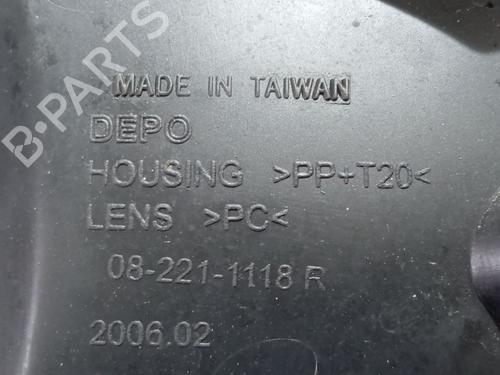 B-PARTS
MADE IN TAIWAN
DEPO
HOUSING >PP+T20<
LENS >PC<
08-221-1118 R
2006.02